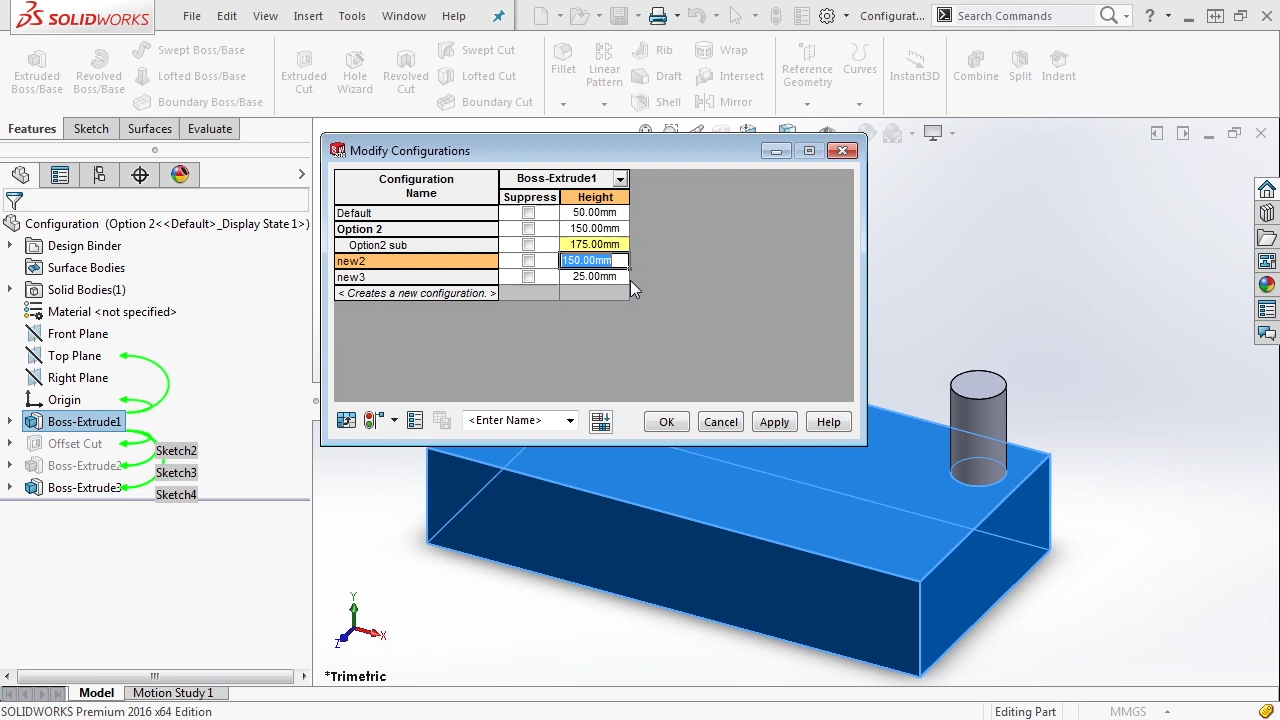 SOLIDWORKS File Edit View Insert Tools Window Help Configurat... Search Commands ?
Extruded Boss/Base
Revolved Boss/Base
Swept Boss/Base
Lofted Boss/Base
Boundary Boss/Base
Extruded Cut
Hole Wizard
Revolved Cut
Swept Cut
Lofted Cut
Boundary Cut
Fillet
Linear Pattern
Rib
Draft
Shell
Wrap
Intersect
Mirror
Reference Geometry
Curves
Instant3D
Combine
Split
Indent
Features Sketch Surfaces Evaluate
Configuration (Option 2<<Default>_Display State 1>)
Design Binder
Surface Bodies
Solid Bodies(1)
Material <not specified>
Front Plane
Top Plane
Right Plane
Origin
Boss-Extrude1
Offset Cut
Sketch2
Boss-Extrude2
Sketch3
Boss-Extrude3
Sketch4
Modify Configurations
Configuration Name
Boss-Extrude1
Suppress Height
Default 50.00mm
Option 2 150.00mm
Option2 sub 175.00mm
new2 150.00mm
new3 25.00mm
< Creates a new configuration. >
<Enter Name> OK Cancel Apply Help
Y
X
Z
*Trimetric
Model Motion Study 1
SOLIDWORKS Premium 2016 x64 Edition Editing Part MMGS